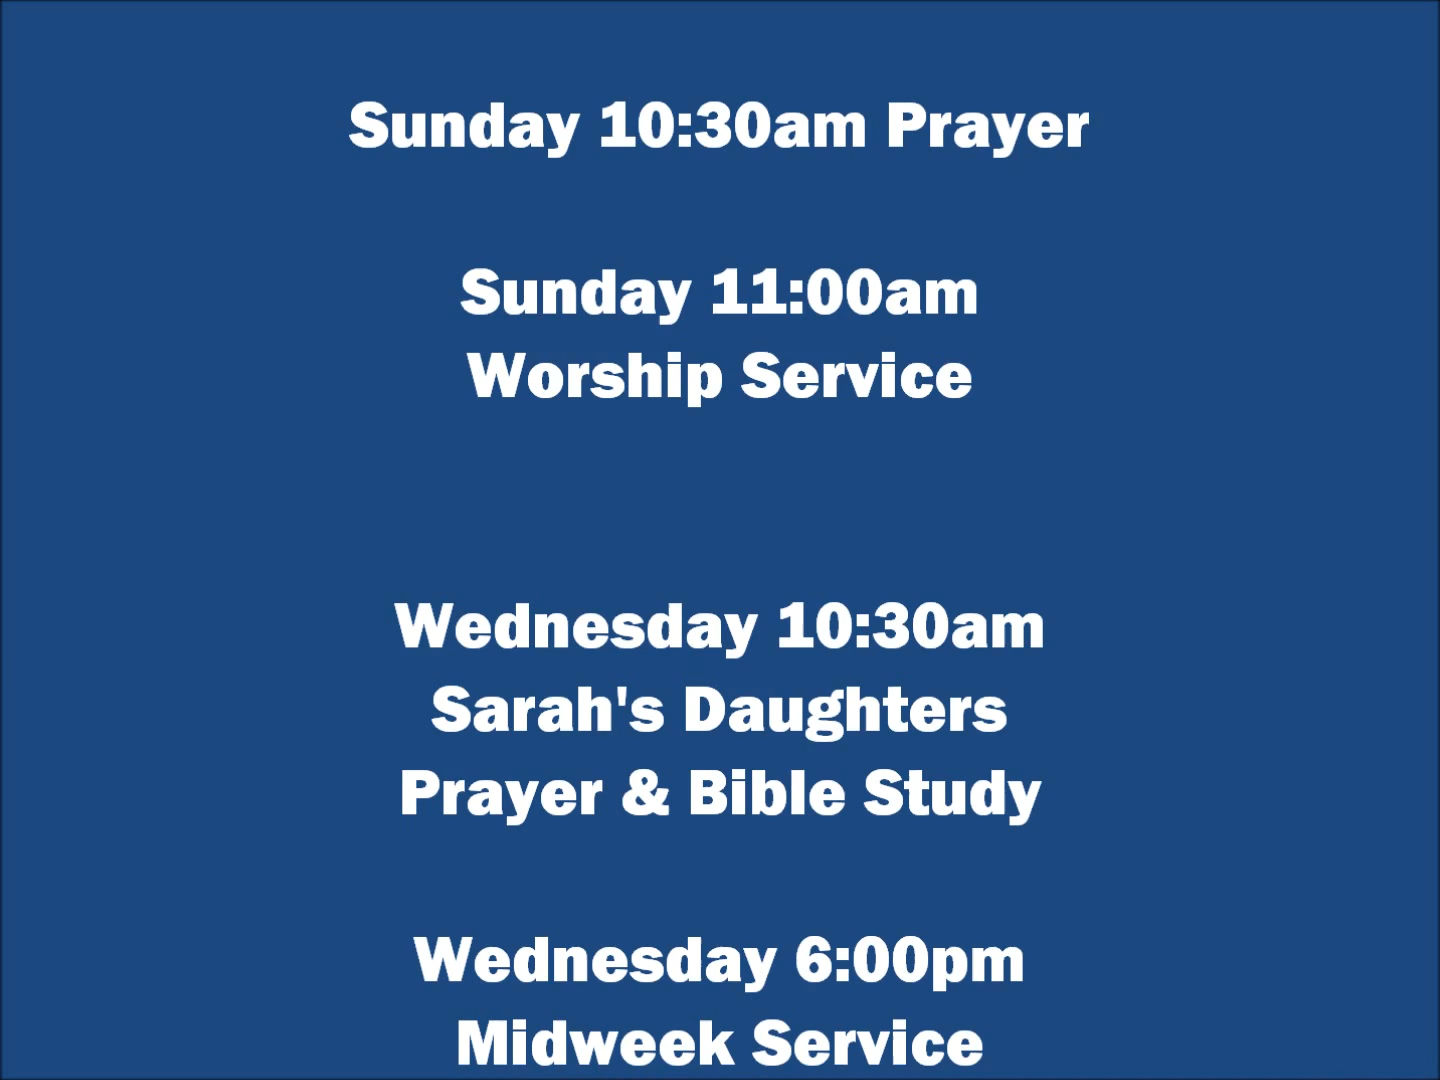 Sunday 10:30am Prayer
Sunday 11:00am
Worship Service
Wednesday 10:30am
Sarah's Daughters
Prayer & Bible Study
Wednesday 6:00pm
Midweek Service